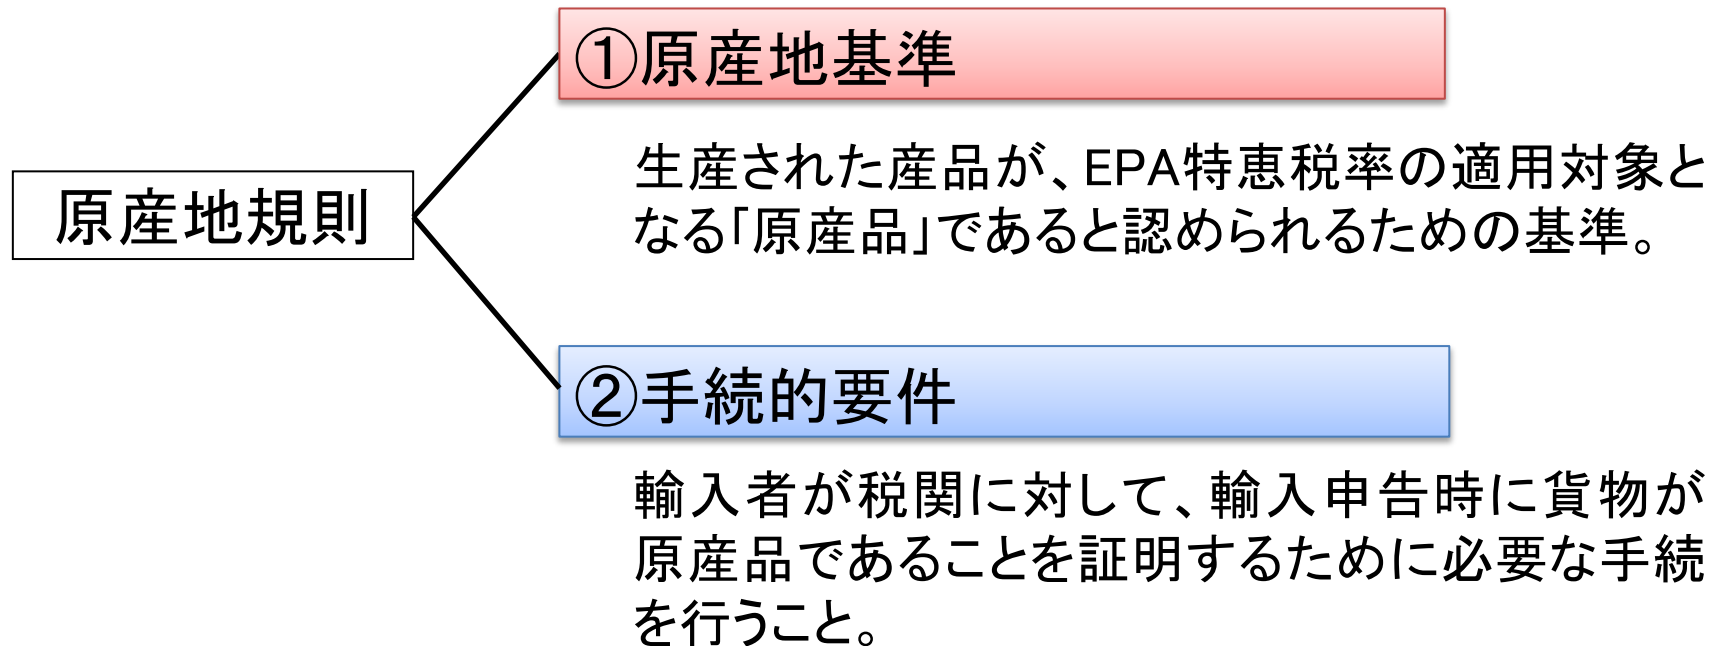 ①原産地基準
生産された産品が、EPA特恵税率の適用対象と
なる「原産品」であると認められるための基準。
原産地規則
②手続的要件
輸入者が税関に対して、輸入申告時に貨物が
原産品であることを証明するために必要な手続
を行うこと。